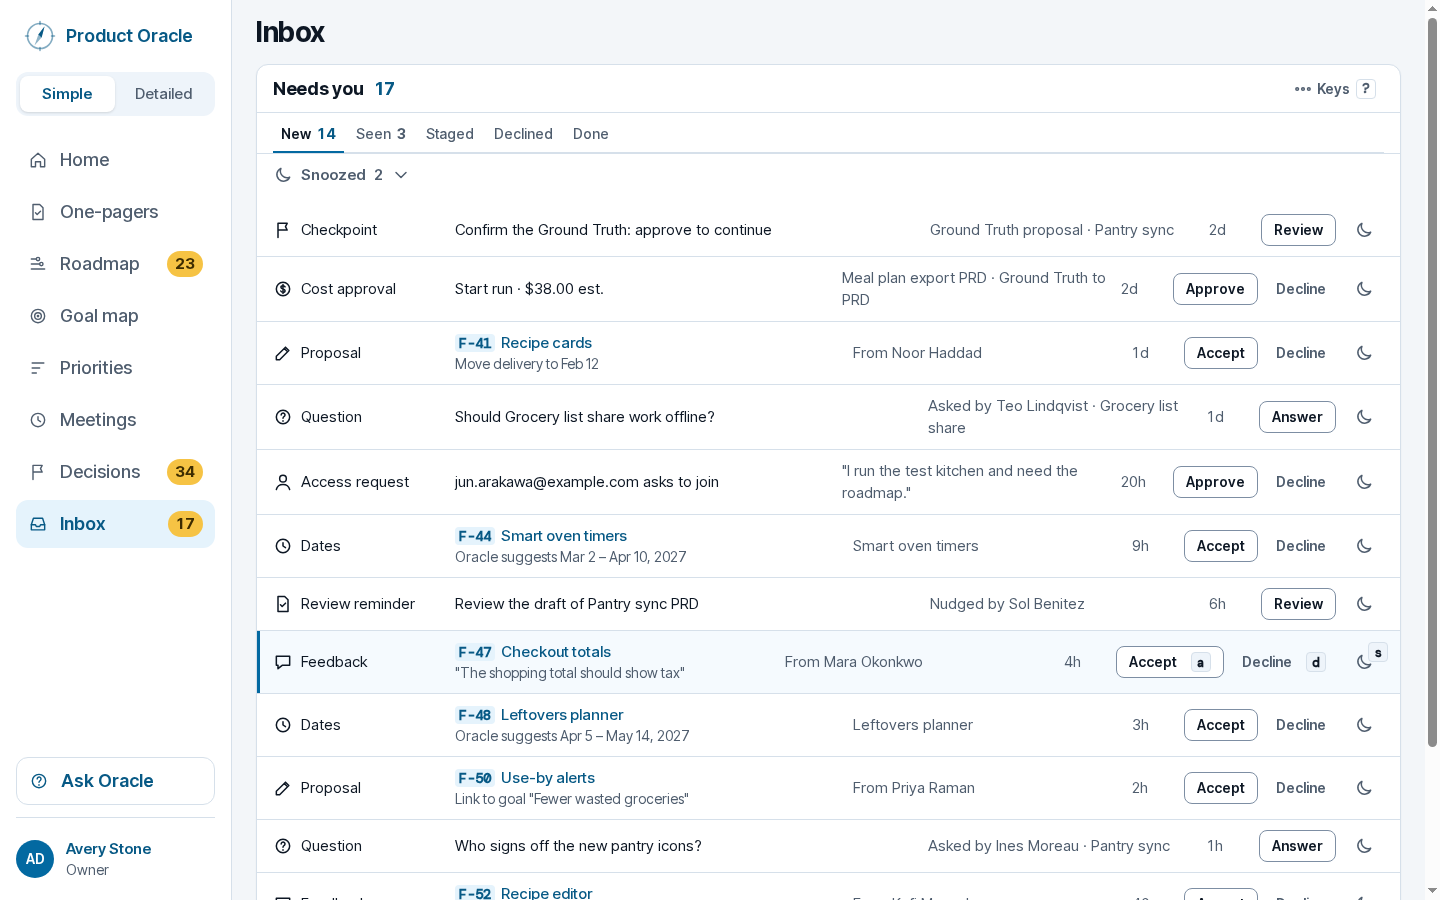 Product Oracle
Simple Detailed
Home
One-pagers
Roadmap 23
Goal map
Priorities
Meetings
Decisions 34
Inbox 17
Ask Oracle
AD Avery Stone
Owner
Inbox
Needs you 17 ••• Keys ?
New 14 Seen 3 Staged Declined Done
Snoozed 2
Checkpoint Confirm the Ground Truth: approve to continue Ground Truth proposal · Pantry sync 2d Review
Cost approval Start run · $38.00 est. Meal plan export PRD · Ground Truth to PRD 2d Approve Decline
Proposal F-41 Recipe cards From Noor Haddad 1d Accept Decline
Move delivery to Feb 12
Question Should Grocery list share work offline? Asked by Teo Lindqvist · Grocery list share 1d Answer
Access request jun.arakawa@example.com asks to join "I run the test kitchen and need the roadmap." 20h Approve Decline
Dates F-44 Smart oven timers Smart oven timers 9h Accept Decline
Oracle suggests Mar 2 – Apr 10, 2027
Review reminder Review the draft of Pantry sync PRD Nudged by Sol Benitez 6h Review
Feedback F-47 Checkout totals From Mara Okonkwo 4h Accept a Decline d s
"The shopping total should show tax"
Dates F-48 Leftovers planner Leftovers planner 3h Accept Decline
Oracle suggests Apr 5 – May 14, 2027
Proposal F-50 Use-by alerts From Priya Raman 2h Accept Decline
Link to goal "Fewer wasted groceries"
Question Who signs off the new pantry icons? Asked by Ines Moreau · Pantry sync 1h Answer
F-52 Recipe editor